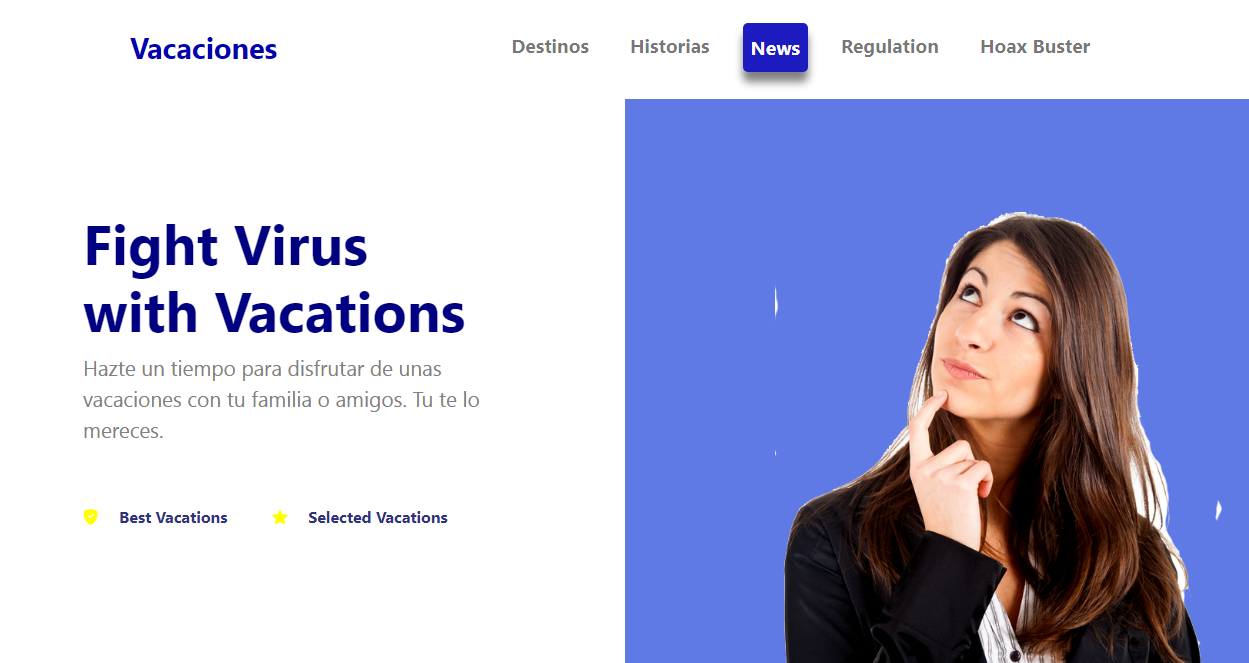 Vacaciones
Destinos
Historias
News
Regulation
Hoax Buster
Fight Virus
with Vacations
Hazte un tiempo para disfrutar de unas
vacaciones con tu familia o amigos. Tu te lo
mereces.
Best Vacations
Selected Vacations